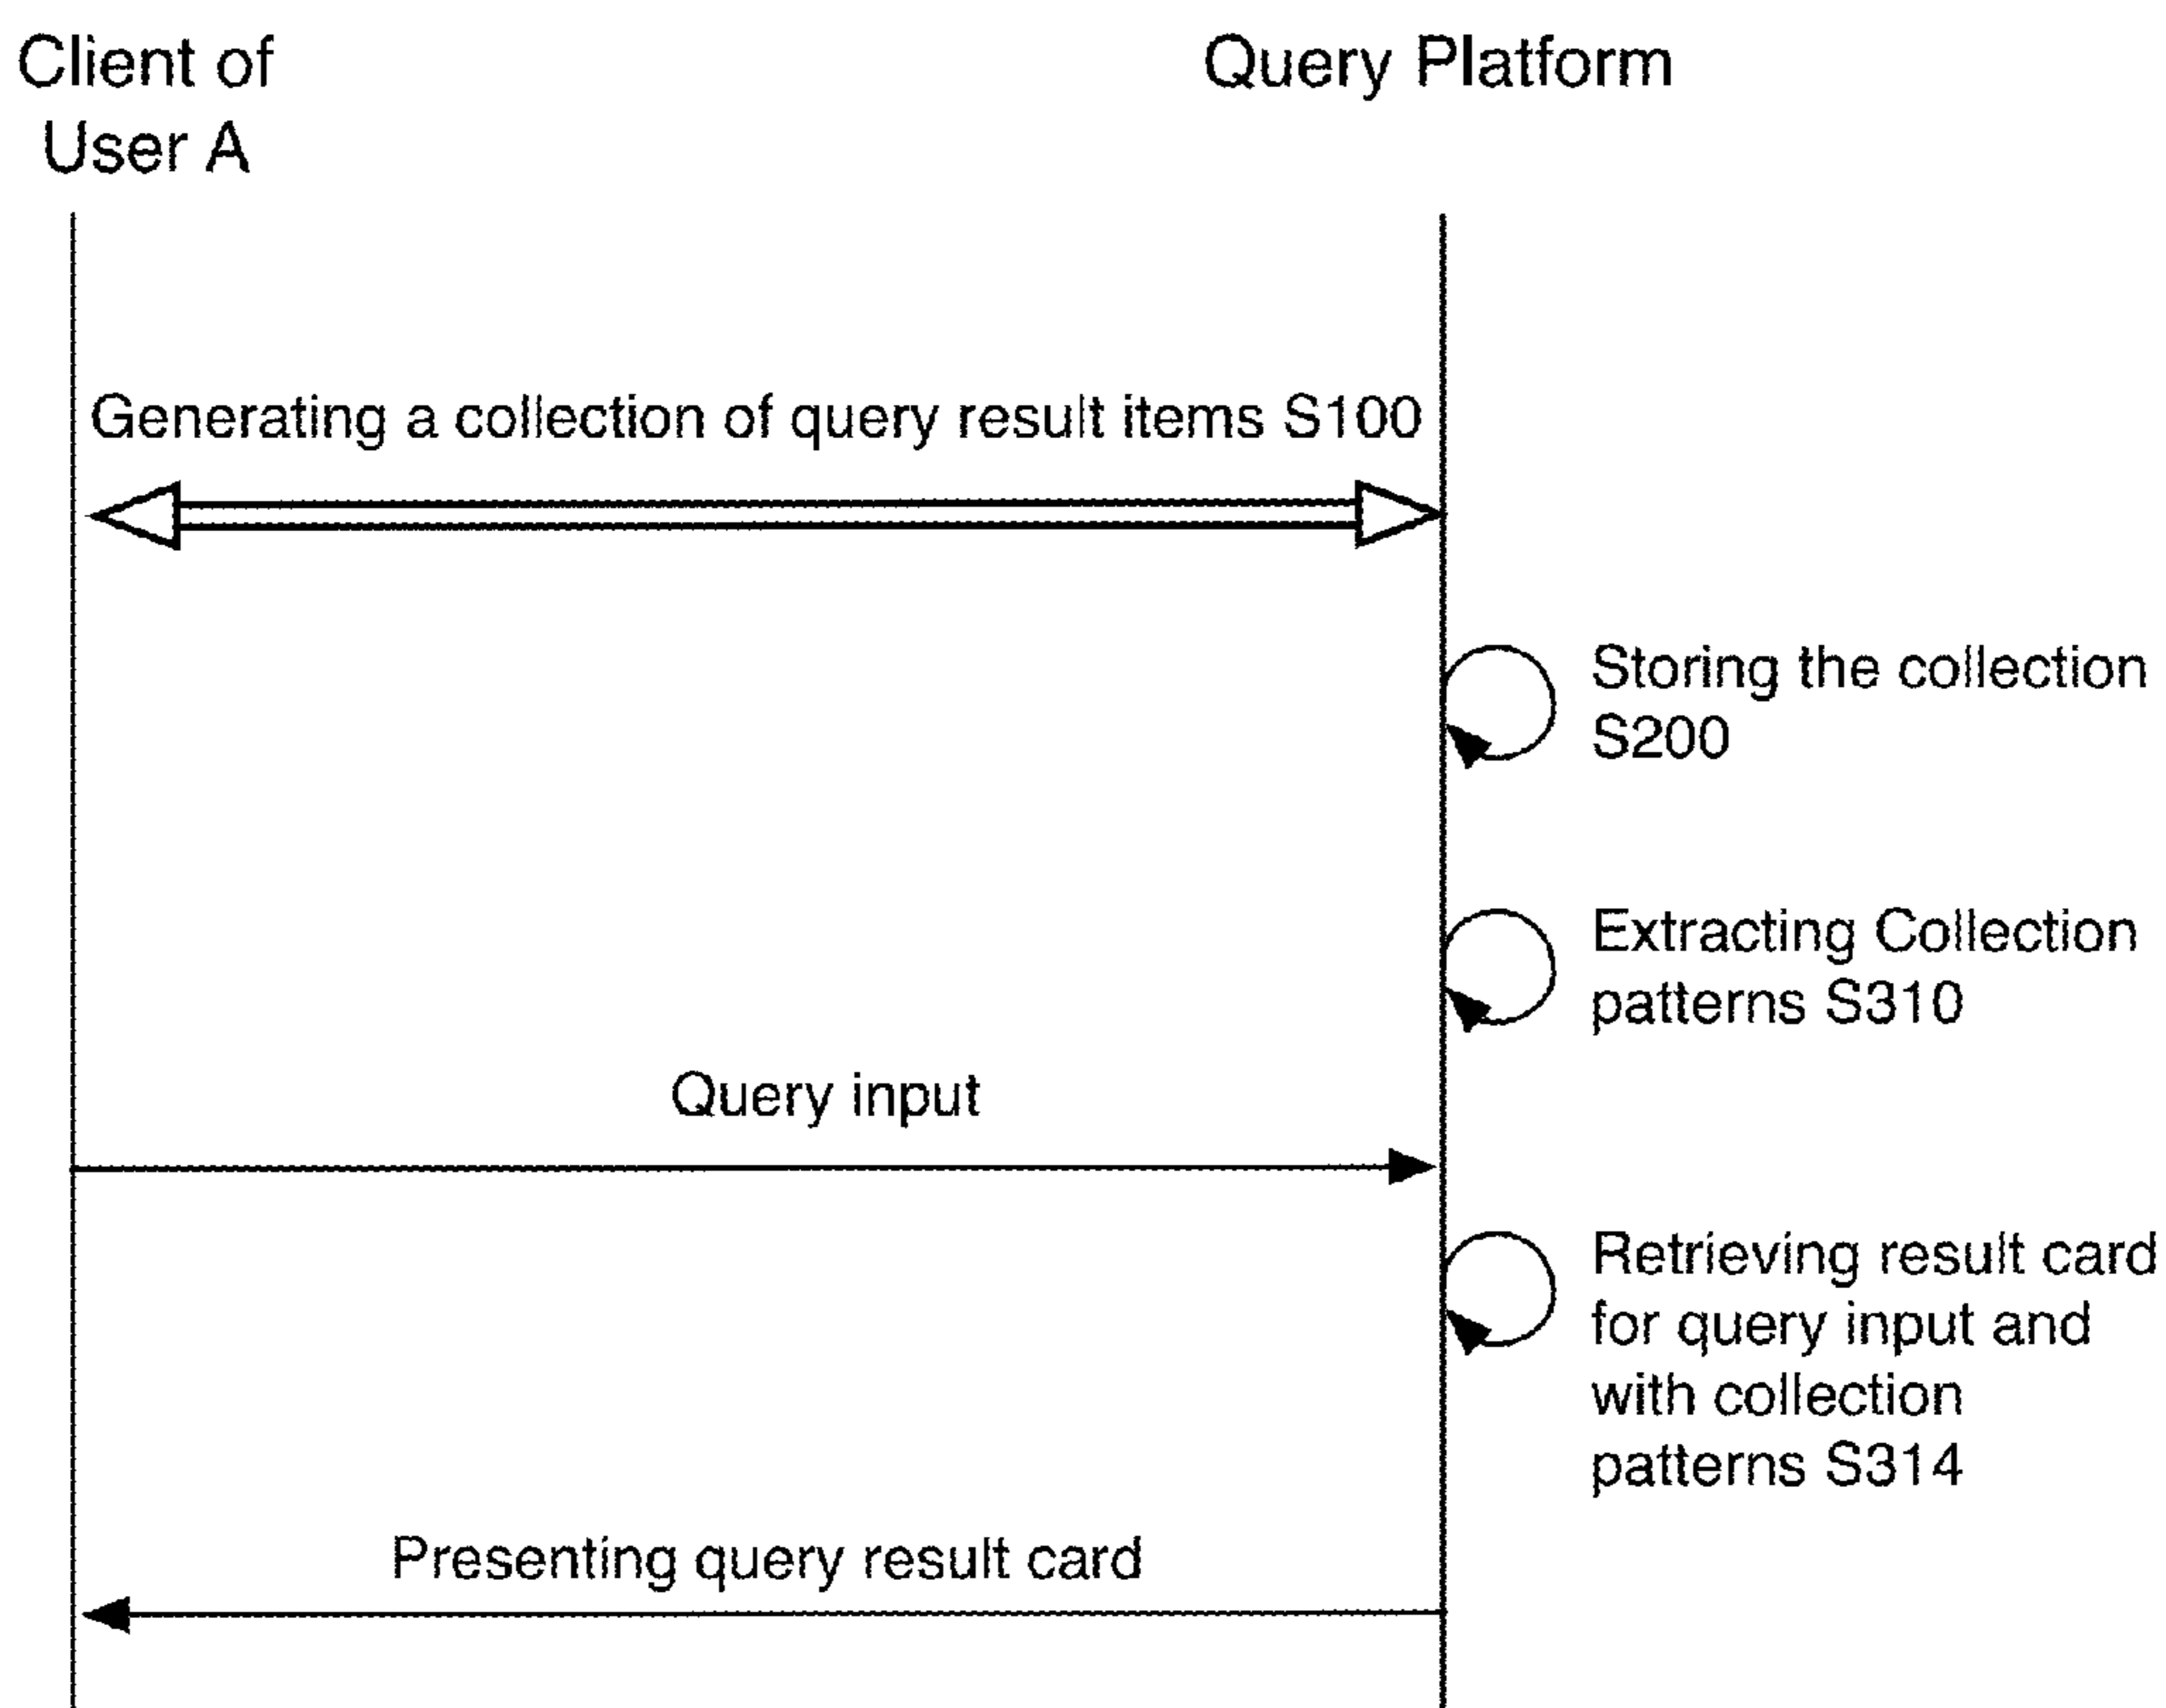 Client of
User A
Query Platform
Generating a collection of query result items S100
Storing the collection
S200
Extracting Collection
patterns S310
Query input
Retrieving result card
for query input and
with collection
patterns S314
Presenting query result card